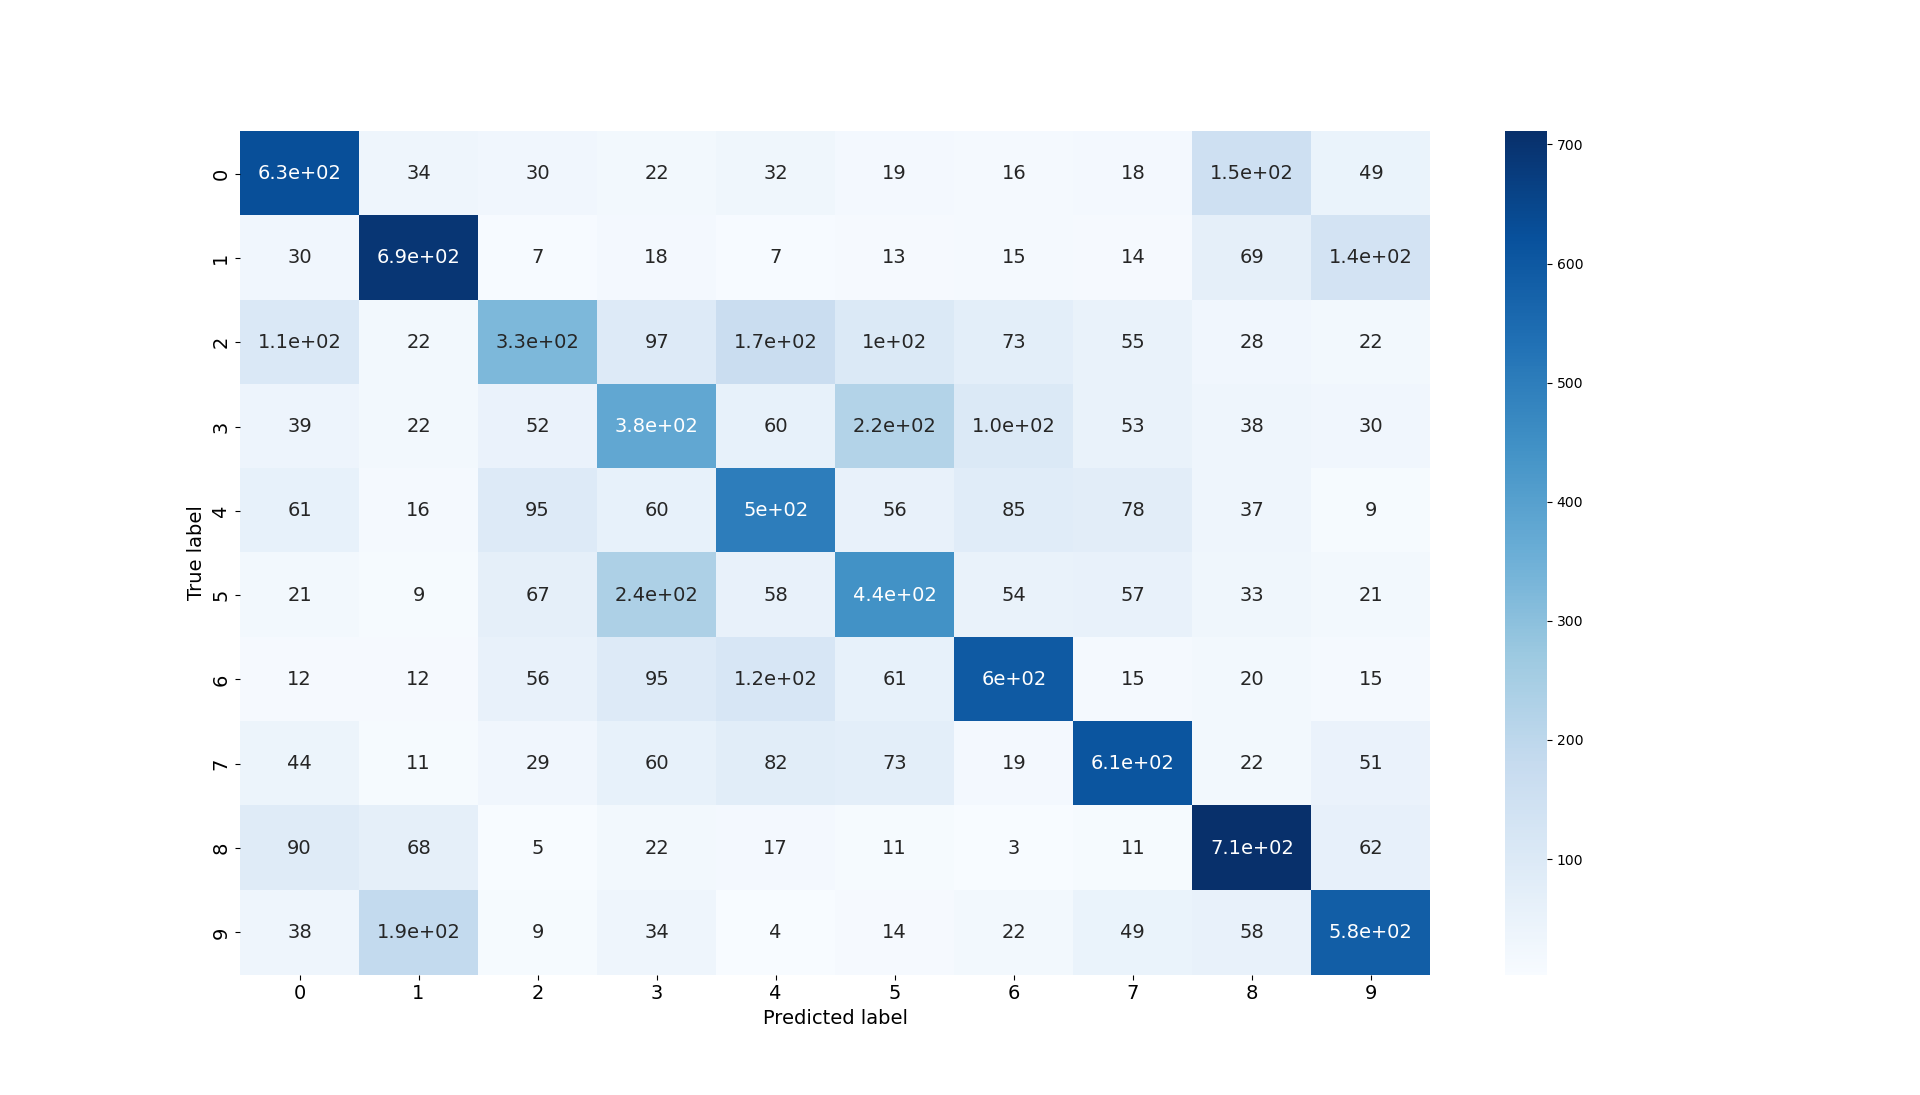 0 6.3e+02 34 30 22 32 19 16 18 1.5e+02 49
1 30 6.9e+02 7 18 7 13 15 14 69 1.4e+02
2 1.1e+02 22 3.3e+02 97 1.7e+02 1e+02 73 55 28 22
3 39 22 52 3.8e+02 60 2.2e+02 1.0e+02 53 38 30
4 61 16 95 60 5e+02 56 85 78 37 9
5 21 9 67 2.4e+02 58 4.4e+02 54 57 33 21
6 12 12 56 95 1.2e+02 61 6e+02 15 20 15
7 44 11 29 60 82 73 19 6.1e+02 22 51
8 90 68 5 22 17 11 3 11 7.1e+02 62
9 38 1.9e+02 9 34 4 14 22 49 58 5.8e+02
0 1 2 3 4 5 6 7 8 9
Predicted label
True label
700
600
500
400
300
200
100